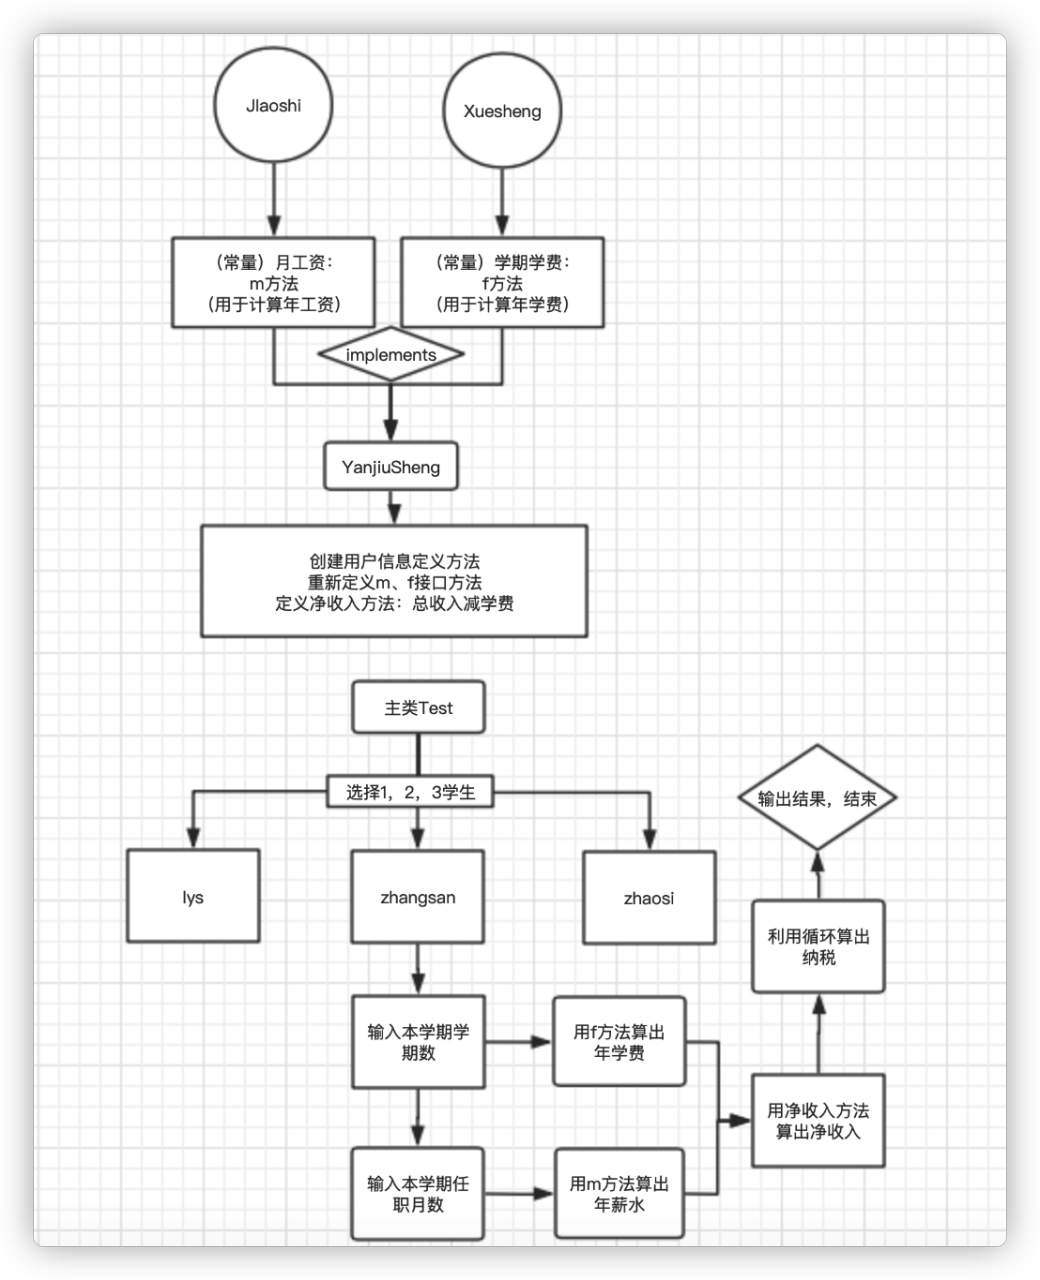 Jlaoshi
Xuesheng
（常量）月工资：
m方法
（用于计算年工资）
（常量）学期学费：
f方法
（用于计算年学费）
implements
YanjiuSheng
创建用户信息定义方法
重新定义m、f接口方法
定义净收入方法：总收入减学费
主类Test
选择1，2，3学生
lys
zhangsan
zhaosi
输出结果，结束
利用循环算出
纳税
输入本学期学
期数
用f方法算出
年学费
用净收入方法
算出净收入
输入本学期任
职月数
用m方法算出
年薪水